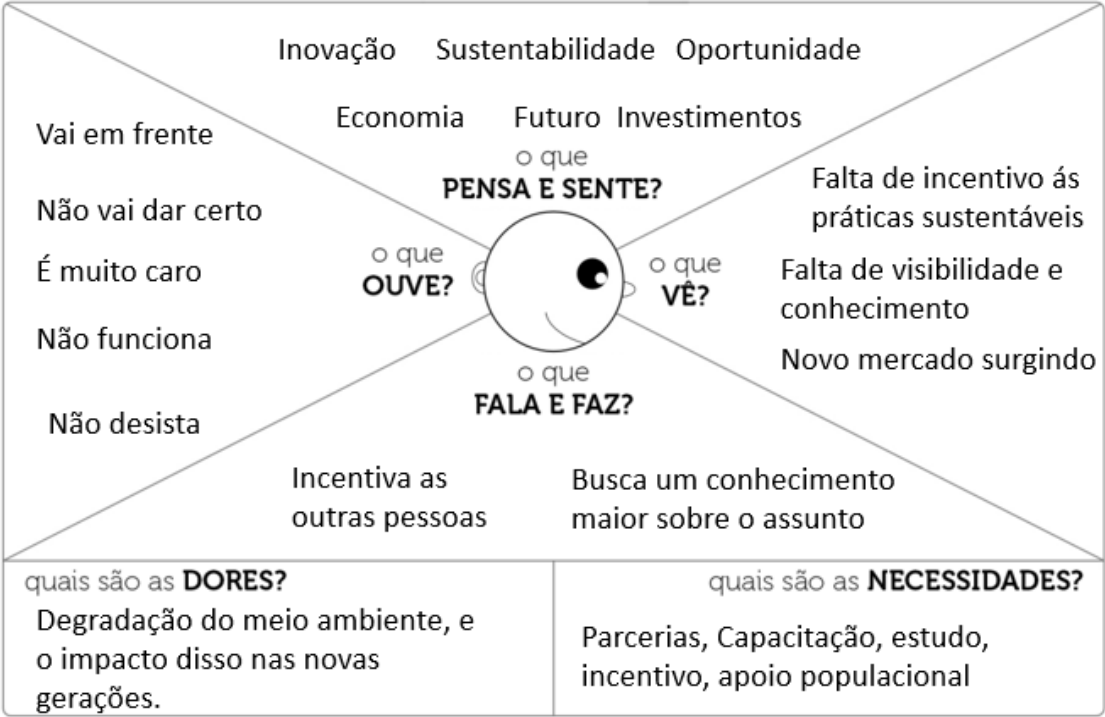 Inovação Sustentabilidade Oportunidade
Economia Futuro Investimentos
o que
PENSA E SENTE?
Vai em frente
Não vai dar certo
É muito caro
Não funciona
Não desista
o que
OUVE?
o que
VÊ?
Falta de incentivo ás
práticas sustentáveis
Falta de visibilidade e
conhecimento
Novo mercado surgindo
o que
FALA E FAZ?
Incentiva as
outras pessoas
Busca um conhecimento
maior sobre o assunto
quais são as DORES?
Degradação do meio ambiente, e
o impacto disso nas novas
gerações.
quais são as NECESSIDADES?
Parcerias, Capacitação, estudo,
incentivo, apoio populacional